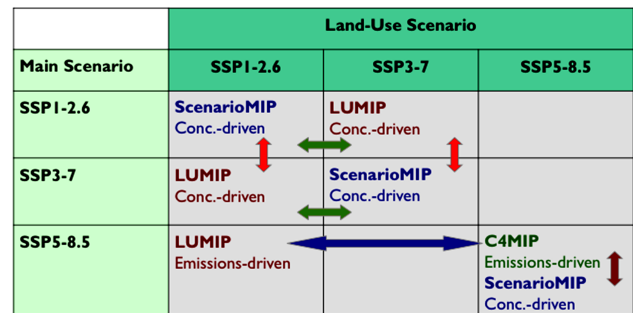 Land-Use Scenario
Main Scenario SSP1-2.6 SSP3-7 SSP5-8.5
SSP1-2.6 ScenarioMIP LUMIP
Conc.-driven Conc.-driven
SSP3-7 LUMIP ScenarioMIP
Conc.-driven Conc.-driven
SSP5-8.5 LUMIP C4MIP
Emissions-driven Emissions-driven
ScenarioMIP
Conc.-driven